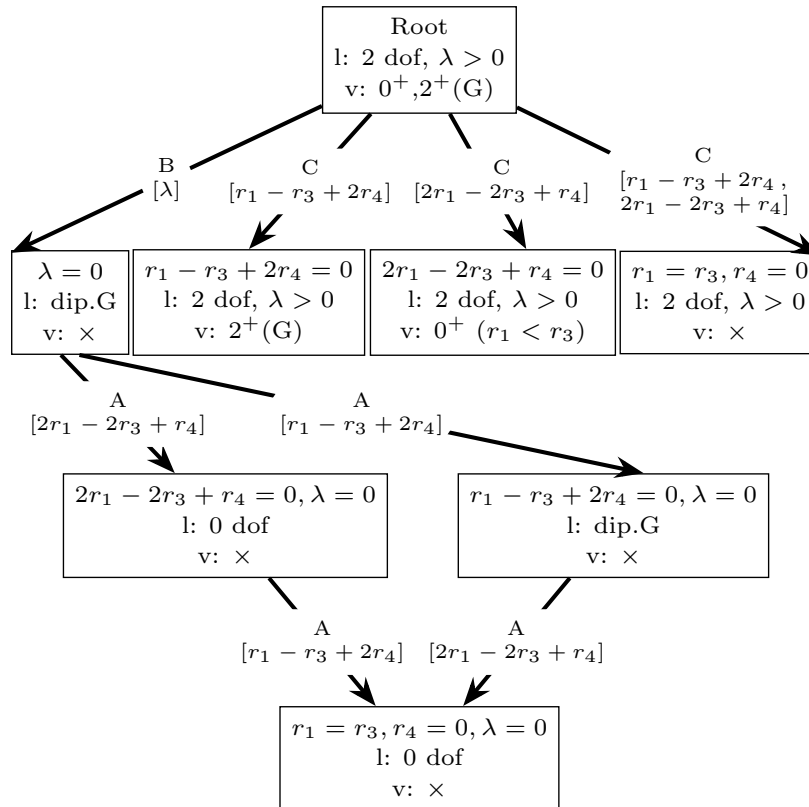 Root
l: 2 dof, λ > 0
v: 0⁺,2⁺(G)
B
[λ]
C
[r₁ − r₃ + 2r₄]
C
[2r₁ − 2r₃ + r₄]
C
[r₁ − r₃ + 2r₄ ,
2r₁ − 2r₃ + r₄]
λ = 0
l: dip.G
v: ×
r₁ − r₃ + 2r₄ = 0
l: 2 dof, λ > 0
v: 2⁺(G)
2r₁ − 2r₃ + r₄ = 0
l: 2 dof, λ > 0
v: 0⁺ (r₁ < r₃)
r₁ = r₃, r₄ = 0
l: 2 dof, λ > 0
v: ×
A
[2r₁ − 2r₃ + r₄]
A
[r₁ − r₃ + 2r₄]
2r₁ − 2r₃ + r₄ = 0, λ = 0
l: 0 dof
v: ×
r₁ − r₃ + 2r₄ = 0, λ = 0
l: dip.G
v: ×
A
[r₁ − r₃ + 2r₄]
A
[2r₁ − 2r₃ + r₄]
r₁ = r₃, r₄ = 0, λ = 0
l: 0 dof
v: ×